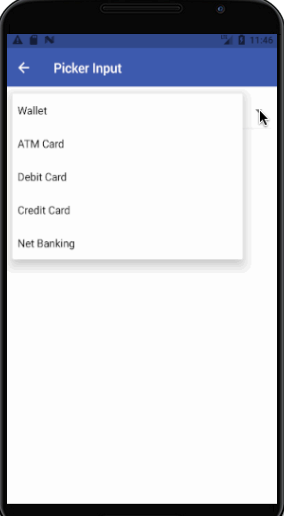 11:46
Picker Input
Wallet
ATM Card
Debit Card
Credit Card
Net Banking